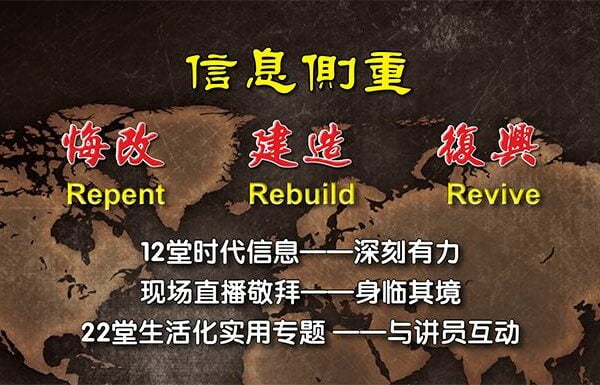 信息側重
悔改 建造 復興
Repent Rebuild Revive
12堂时代信息——深刻有力
现场直播敬拜——身临其境
22堂生活化实用专题 ——与讲员互动